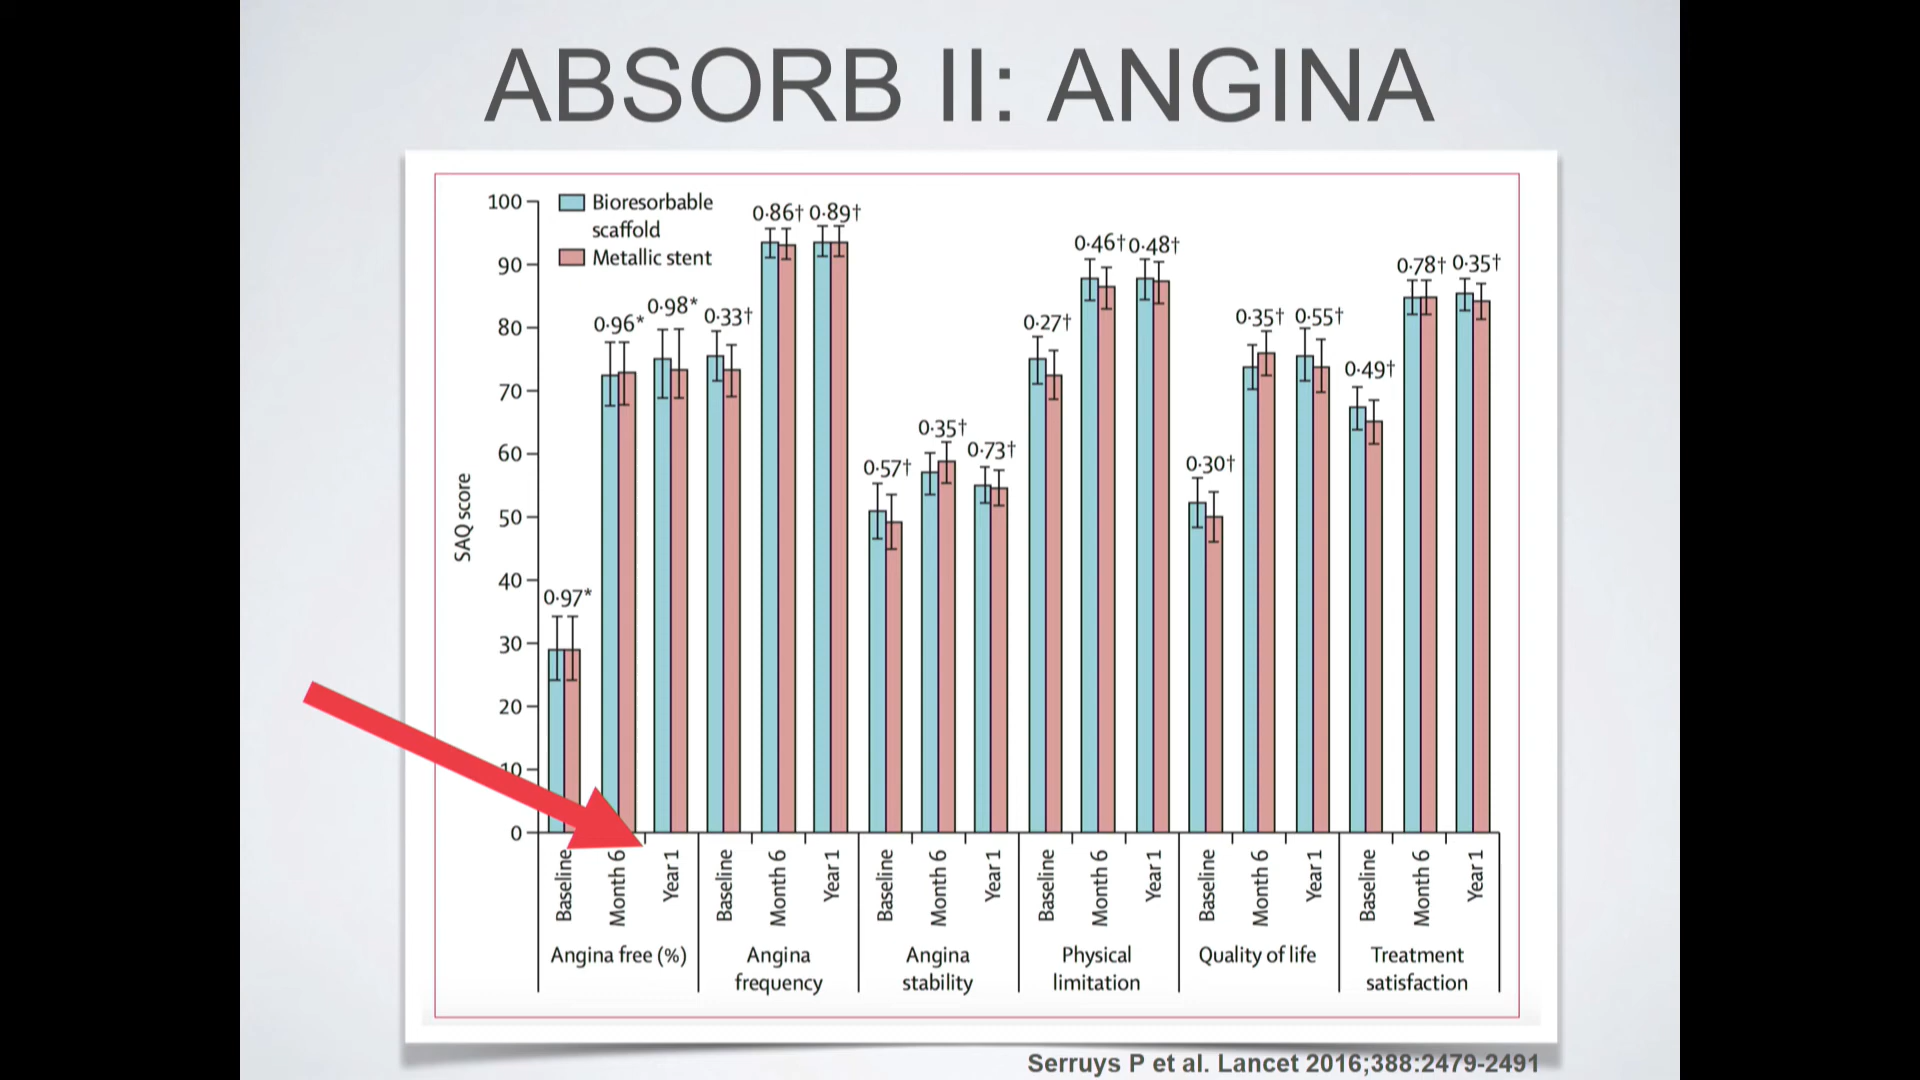 ABSORB II: ANGINA
100
90
80
70
60
50
40
30
20
10
0
SAQ score
Bioresorbable
scaffold
Metallic stent
0·97*
0·96*
0·98*
0·33†
0·86†
0·89†
0·57†
0·35†
0·73†
0·27†
0·46†
0·48†
0·30†
0·35†
0·55†
0·49†
0·78†
0·35†
Baseline
Month 6
Year 1
Baseline
Month 6
Year 1
Baseline
Month 6
Year 1
Baseline
Month 6
Year 1
Baseline
Month 6
Year 1
Baseline
Month 6
Year 1
Angina free (%)
Angina
frequency
Angina
stability
Physical
limitation
Quality of life
Treatment
satisfaction
Serruys P et al. Lancet 2016;388:2479-2491